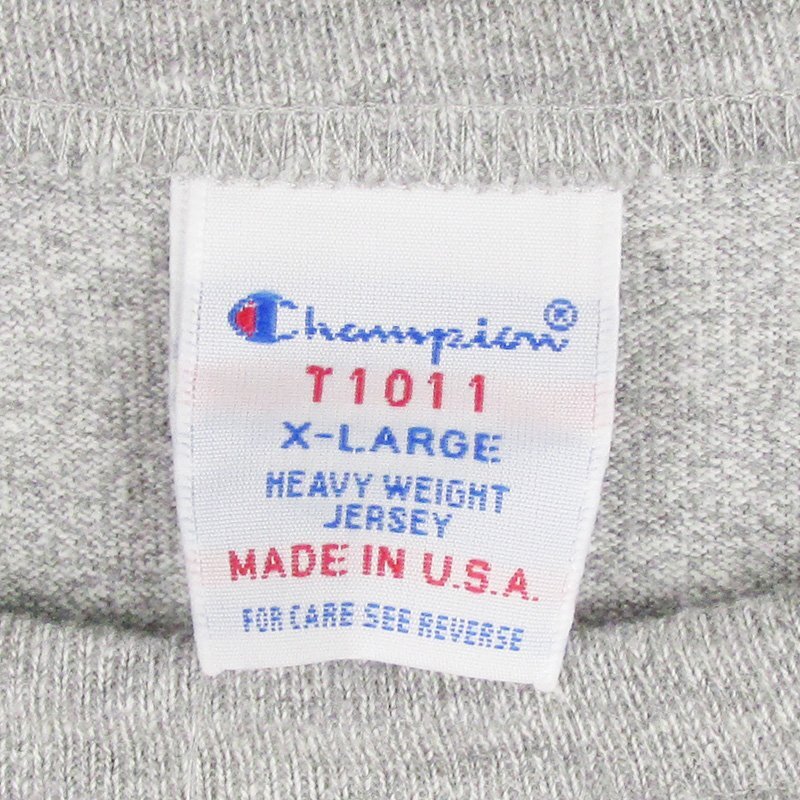 Champion®
T1011
X-LARGE
HEAVY WEIGHT
JERSEY
MADE IN U.S.A.
FOR CARE SEE REVERSE